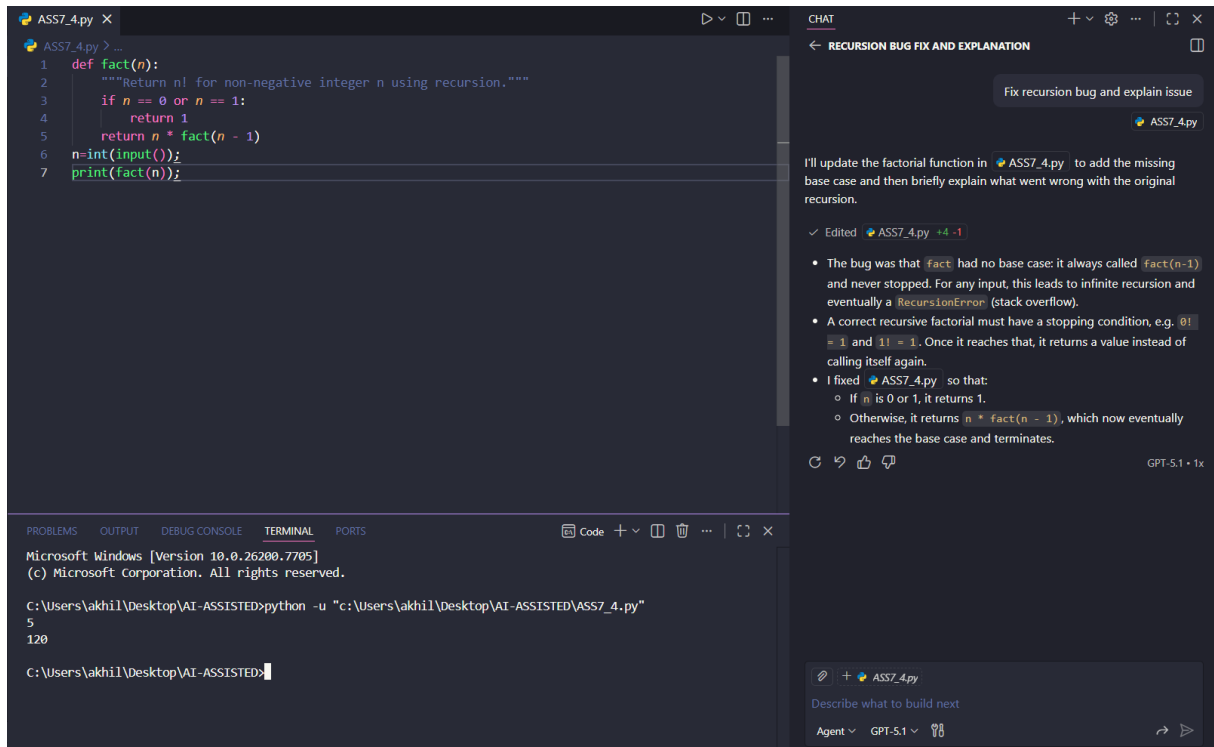 ASS7_4.py
ASS7_4.py > ...
1 def fact(n):
2 """Return n! for non-negative integer n using recursion."""
3 if n == 0 or n == 1:
4 return 1
5 return n * fact(n - 1)
6 n=int(input());
7 print(fact(n));
PROBLEMS OUTPUT DEBUG CONSOLE TERMINAL PORTS
Code
Microsoft Windows [Version 10.0.26200.7705]
(c) Microsoft Corporation. All rights reserved.
C:\Users\akhil\Desktop\AI-ASSISTED>python -u "c:\Users\akhil\Desktop\AI-ASSISTED\ASS7_4.py"
5
120
C:\Users\akhil\Desktop\AI-ASSISTED>
CHAT
RECURSION BUG FIX AND EXPLANATION
Fix recursion bug and explain issue
ASS7_4.py
I'll update the factorial function in ASS7_4.py to add the missing
base case and then briefly explain what went wrong with the original
recursion.
Edited ASS7_4.py +4 -1
• The bug was that fact had no base case: it always called fact(n-1)
and never stopped. For any input, this leads to infinite recursion and
eventually a RecursionError (stack overflow).
• A correct recursive factorial must have a stopping condition, e.g. 0!
= 1 and 1! = 1. Once it reaches that, it returns a value instead of
calling itself again.
• I fixed ASS7_4.py so that:
○ If n is 0 or 1, it returns 1.
○ Otherwise, it returns n * fact(n - 1), which now eventually
reaches the base case and terminates.
GPT-5.1 • 1x
+ ASS7_4.py
Describe what to build next
Agent GPT-5.1